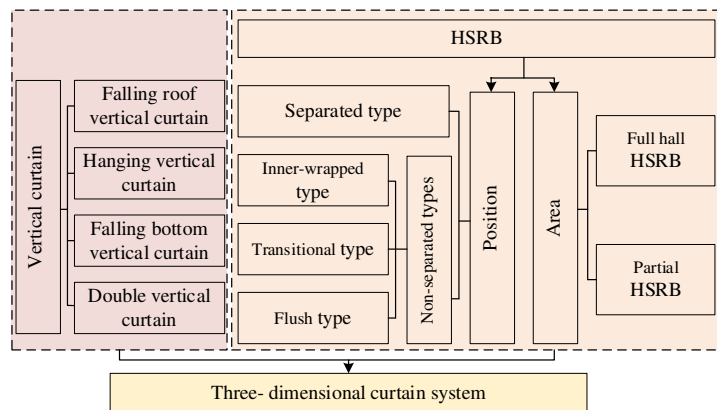 Vertical curtain
Falling roof
vertical curtain
Hanging vertical
curtain
Falling bottom
vertical curtain
Double vertical
curtain
HSRB
Separated type
Inner-wrapped
type
Transitional type
Flush type
Non-separated types
Position
Area
Full hall
HSRB
Partial
HSRB
Three- dimensional curtain system